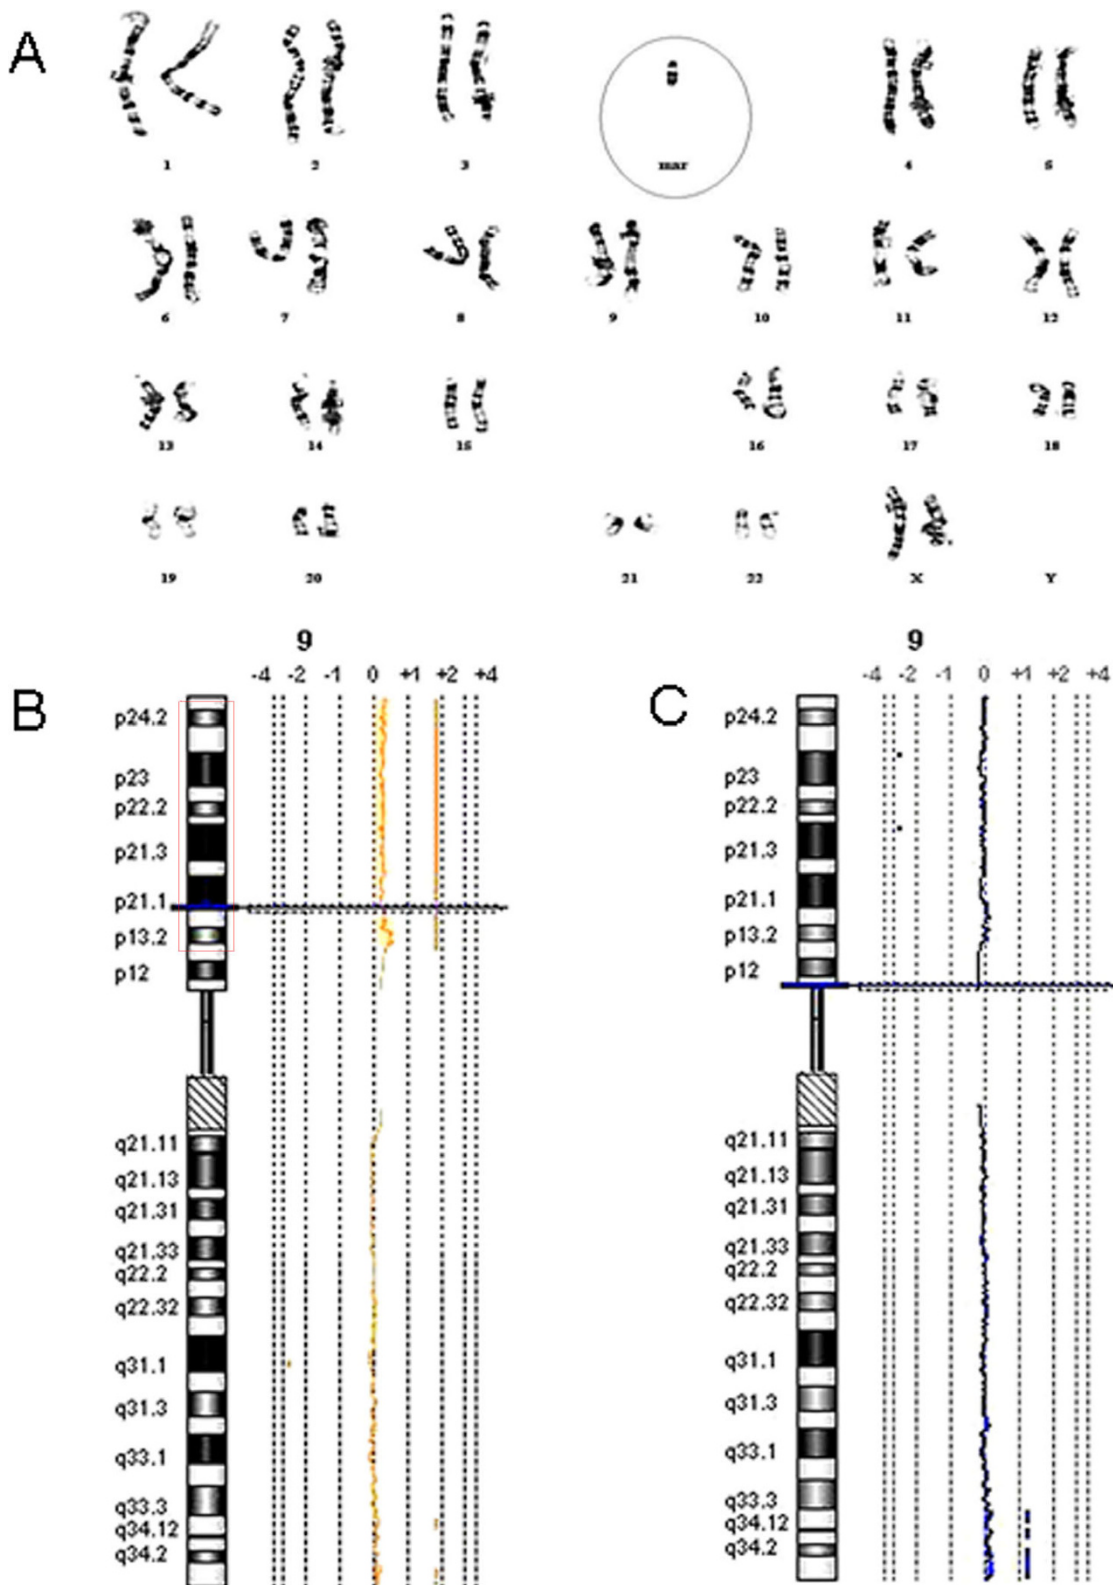 A
mar
1 2 3 4 5
6 7 8 9 10 11 12
13 14 15 16 17 18
19 20 21 22 X Y
B
9
-4 -2 -1 0 +1 +2 +4
p24.2
p23
p22.2
p21.3
p21.1
p13.2
p12
q21.11
q21.13
q21.31
q21.33
q22.2
q22.32
q31.1
q31.3
q33.1
q33.3
q34.12
q34.2
C
9
-4 -2 -1 0 +1 +2 +4
p24.2
p23
p22.2
p21.3
p21.1
p13.2
p12
q21.11
q21.13
q21.31
q21.33
q22.2
q22.32
q31.1
q31.3
q33.1
q33.3
q34.12
q34.2